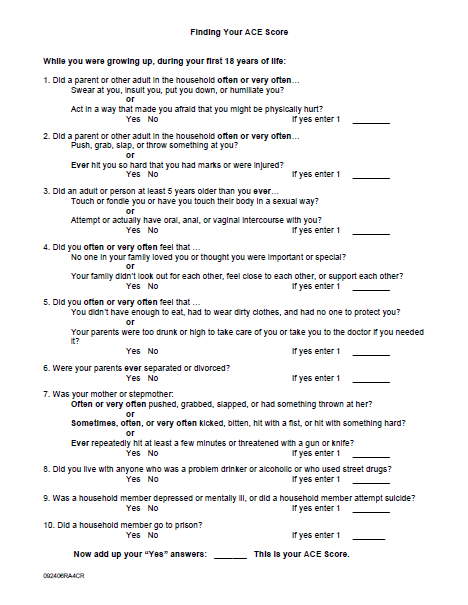 Finding Your ACE Score
While you were growing up, during your first 18 years of life:
1. Did a parent or other adult in the household often or very often…
Swear at you, insult you, put you down, or humiliate you?
or
Act in a way that made you afraid that you might be physically hurt?
Yes No If yes enter 1 ________
2. Did a parent or other adult in the household often or very often…
Push, grab, slap, or throw something at you?
or
Ever hit you so hard that you had marks or were injured?
Yes No If yes enter 1 ________
3. Did an adult or person at least 5 years older than you ever…
Touch or fondle you or have you touch their body in a sexual way?
or
Attempt or actually have oral, anal, or vaginal intercourse with you?
Yes No If yes enter 1 ________
4. Did you often or very often feel that …
No one in your family loved you or thought you were important or special?
or
Your family didn't look out for each other, feel close to each other, or support each other?
Yes No If yes enter 1 ________
5. Did you often or very often feel that …
You didn't have enough to eat, had to wear dirty clothes, and had no one to protect you?
or
Your parents were too drunk or high to take care of you or take you to the doctor if you needed
it?
Yes No If yes enter 1 ________
6. Were your parents ever separated or divorced?
Yes No If yes enter 1 ________
7. Was your mother or stepmother:
Often or very often pushed, grabbed, slapped, or had something thrown at her?
or
Sometimes, often, or very often kicked, bitten, hit with a fist, or hit with something hard?
or
Ever repeatedly hit at least a few minutes or threatened with a gun or knife?
Yes No If yes enter 1 ________
8. Did you live with anyone who was a problem drinker or alcoholic or who used street drugs?
Yes No If yes enter 1 ________
9. Was a household member depressed or mentally ill, or did a household member attempt suicide?
Yes No If yes enter 1 ________
10. Did a household member go to prison?
Yes No If yes enter 1 _______
Now add up your "Yes" answers: _______ This is your ACE Score.
092406RA4CR